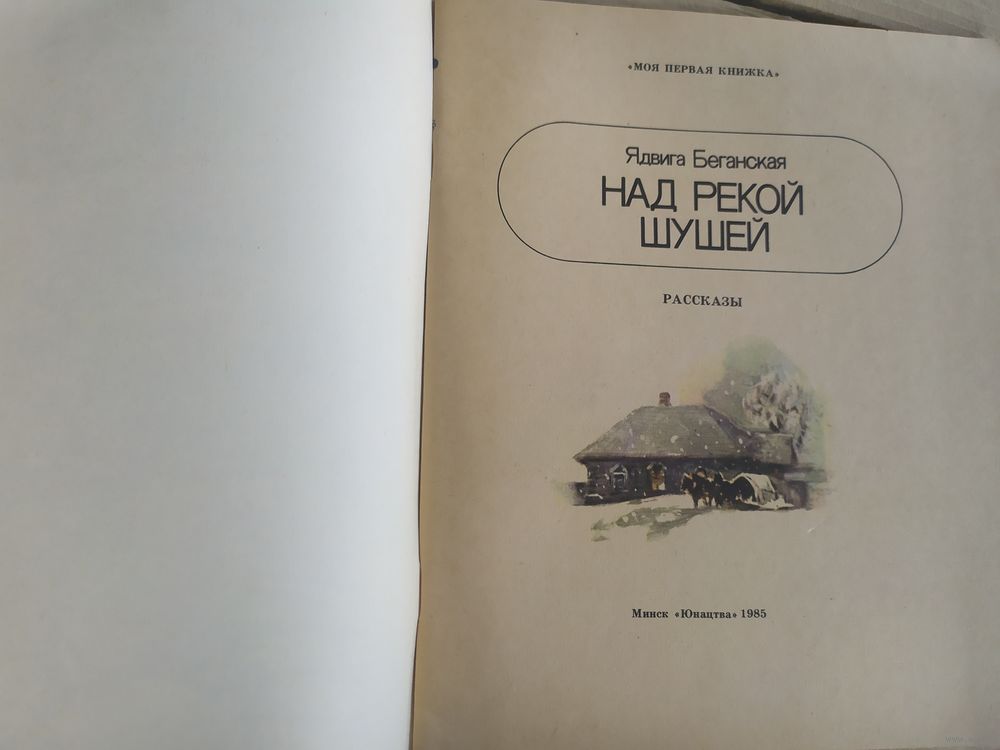 «МОЯ ПЕРВАЯ КНИЖКА»
Ядвига Беганская
НАД РЕКОЙ
ШУШЕЙ
РАССКАЗЫ
Минск «Юнацтва» 1985